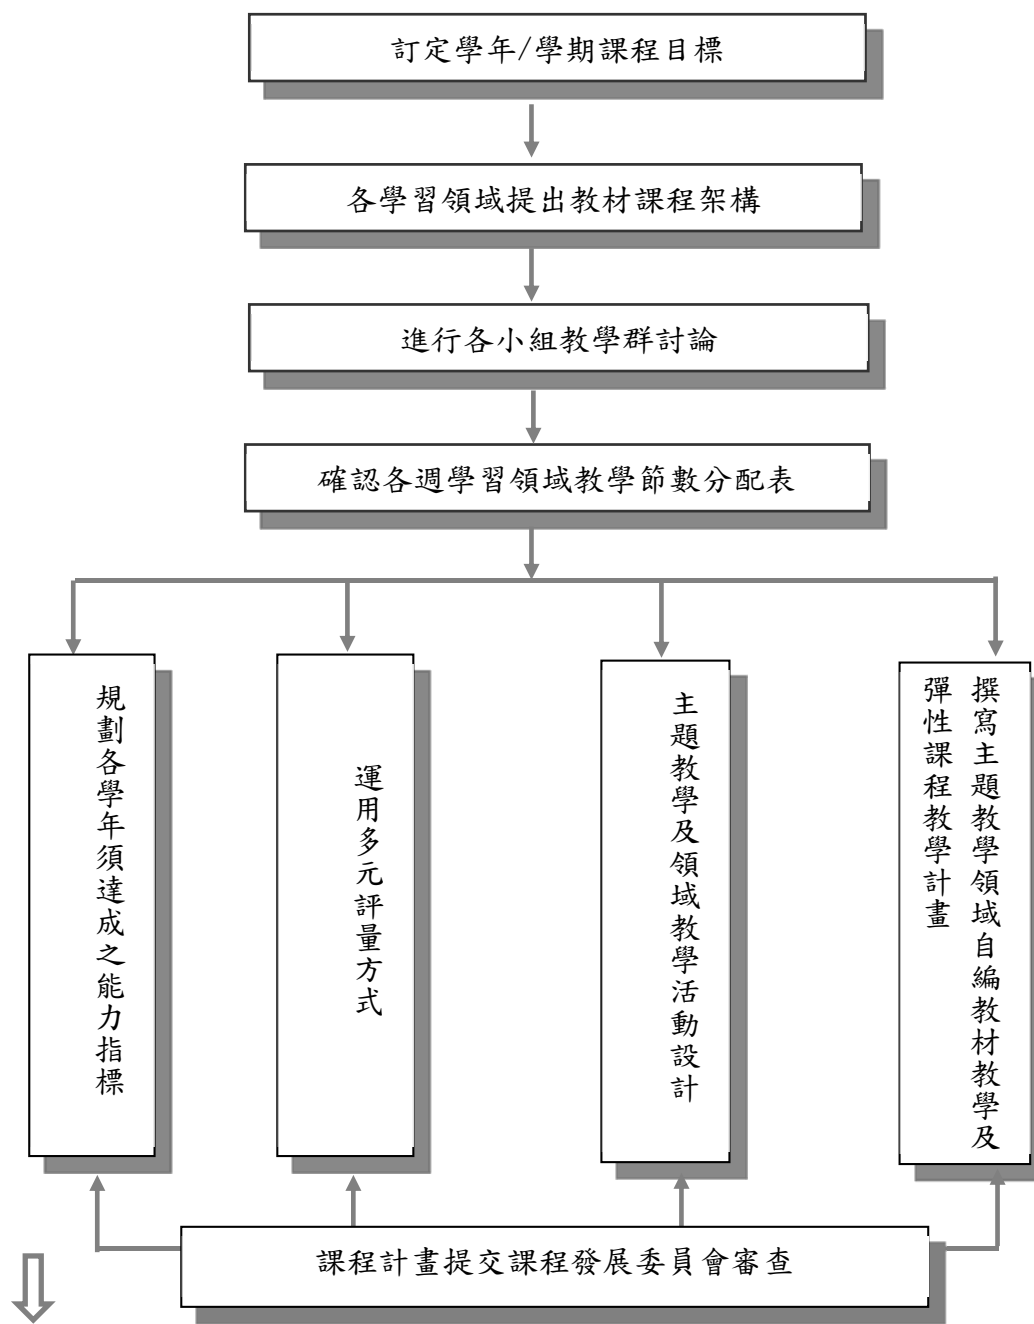 訂定學年/學期課程目標
各學習領域提出教材課程架構
進行各小組教學群討論
確認各週學習領域教學節數分配表
規劃各學年須達成之能力指標
運用多元評量方式
主題教學及領域教學活動設計
撰寫主題教學領域自編教材教學及
彈性課程教學計畫
課程計畫提交課程發展委員會審查